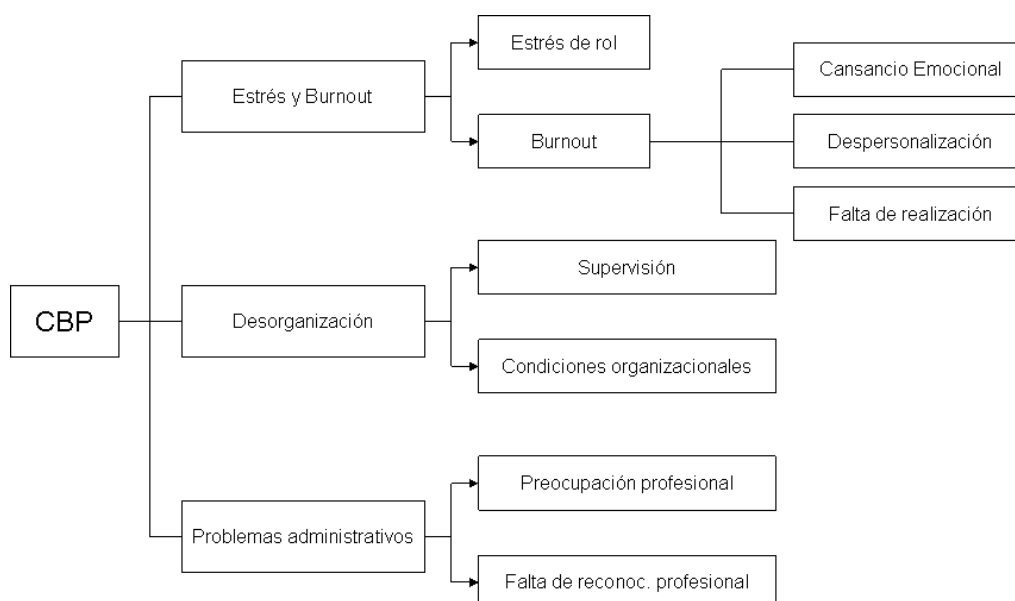 Estrés de rol
Cansancio Emocional
Estrés y Burnout
Burnout
Despersonalización
Falta de realización
Supervisión
CBP
Desorganización
Condiciones organizacionales
Preocupación profesional
Problemas administrativos
Falta de reconoc. profesional